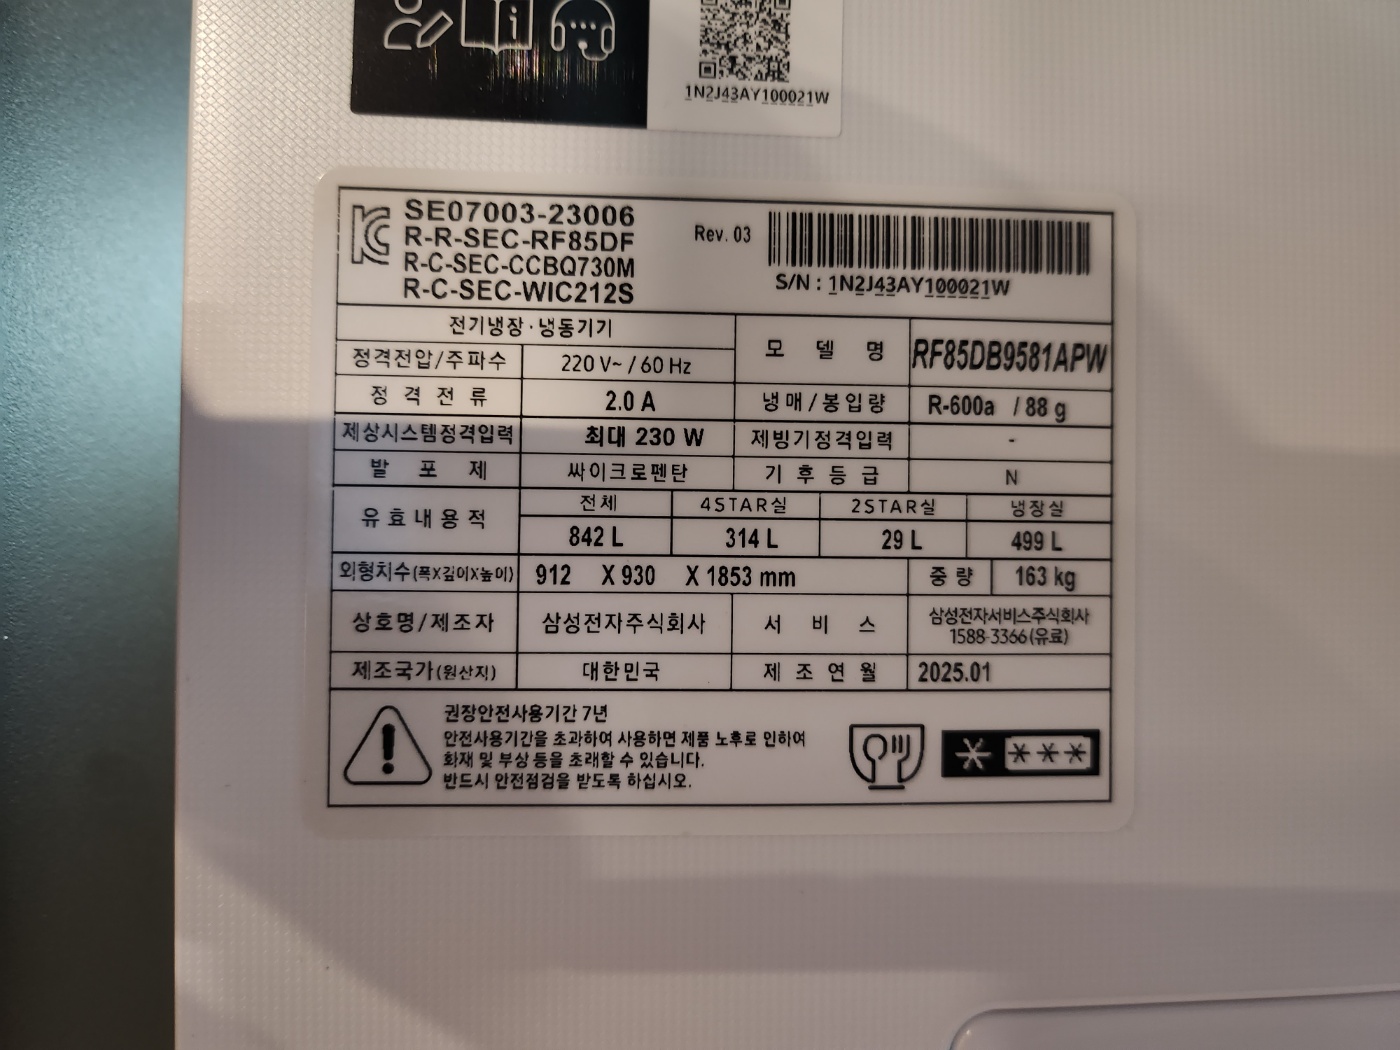 1N2J43AY100021W
SE07003-23006
R-R-SEC-RF85DF
R-C-SEC-CCBQ730M
R-C-SEC-WIC212S
Rev. 03
S/N : 1N2J43AY100021W
전기냉장·냉동기기
모 델 명 RF85DB9581APW
정격전압/주파수 220 V~ / 60 Hz
정 격 전 류 2.0 A 냉매/봉입량 R-600a / 88 g
제상시스템정격입력 최대 230 W 제빙기정격입력 -
발 포 제 싸이크로펜탄 기 후 등 급 N
유효내용적 전체 4STAR실 2STAR실 냉장실
842 L 314 L 29 L 499 L
외형치수(폭X깊이X높이) 912 X 930 X 1853 mm 중 량 163 kg
상호명/제조자 삼성전자주식회사 서 비 스 삼성전자서비스주식회사
1588-3366(유료)
제조국가(원산지) 대한민국 제 조 연 월 2025.01
권장안전사용기간 7년
안전사용기간을 초과하여 사용하면 제품 노후로 인하여
화재 및 부상 등을 초래할 수 있습니다.
반드시 안전점검을 받도록 하십시오.